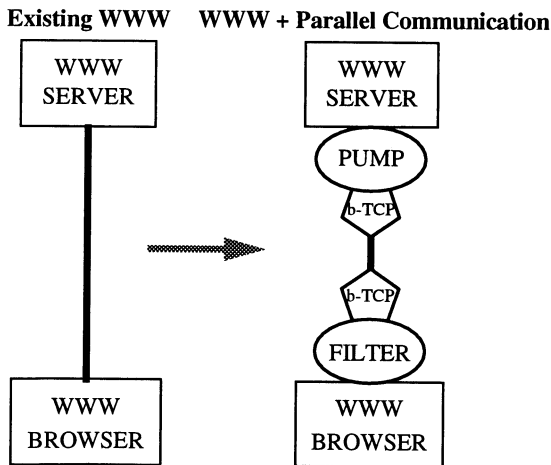 Existing WWW
WWW + Parallel Communication
WWW
SERVER
WWW
SERVER
PUMP
b-TCP
b-TCP
FILTER
WWW
BROWSER
WWW
BROWSER